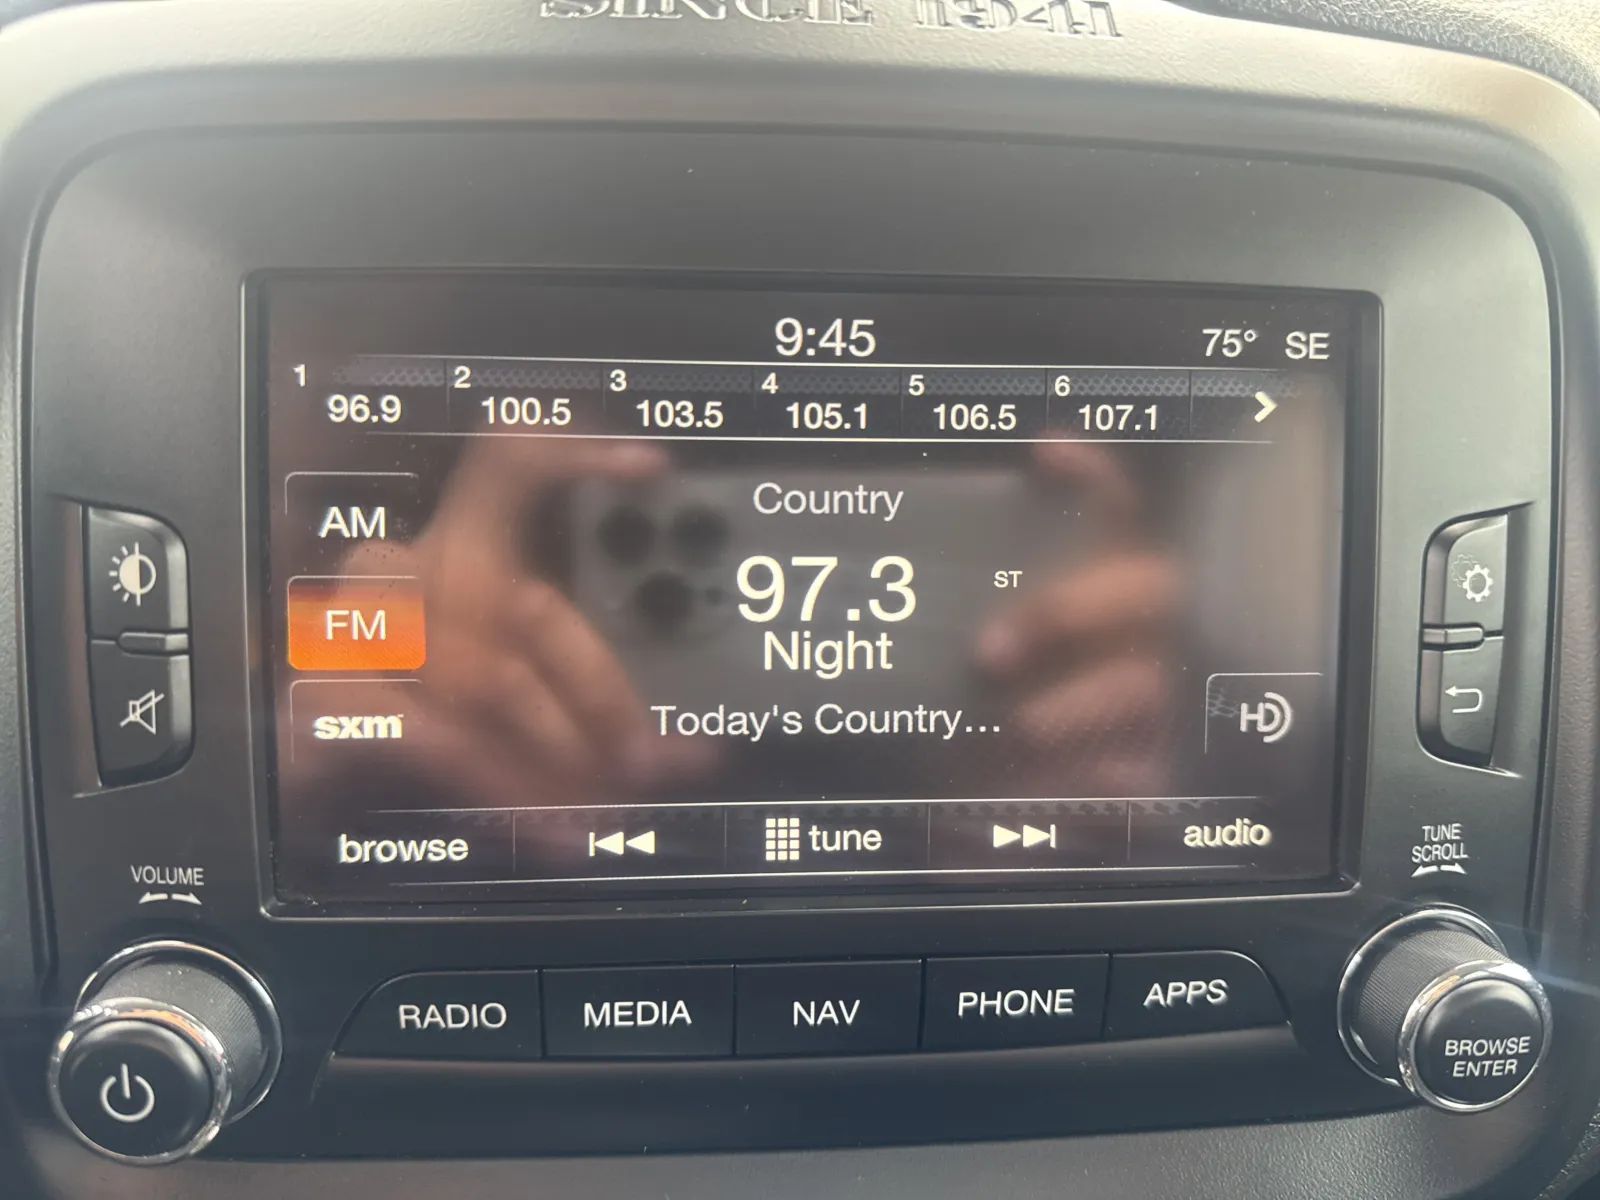 SINCE 1941
9:45 75° SE
1 2 3 4 5 6
96.9 100.5 103.5 105.1 106.5 107.1
Country
AM
97.3 ST
FM
Night
Today's Country...
sxm
HD
browse tune audio
VOLUME
TUNE
SCROLL
RADIO MEDIA NAV PHONE APPS
BROWSE
ENTER